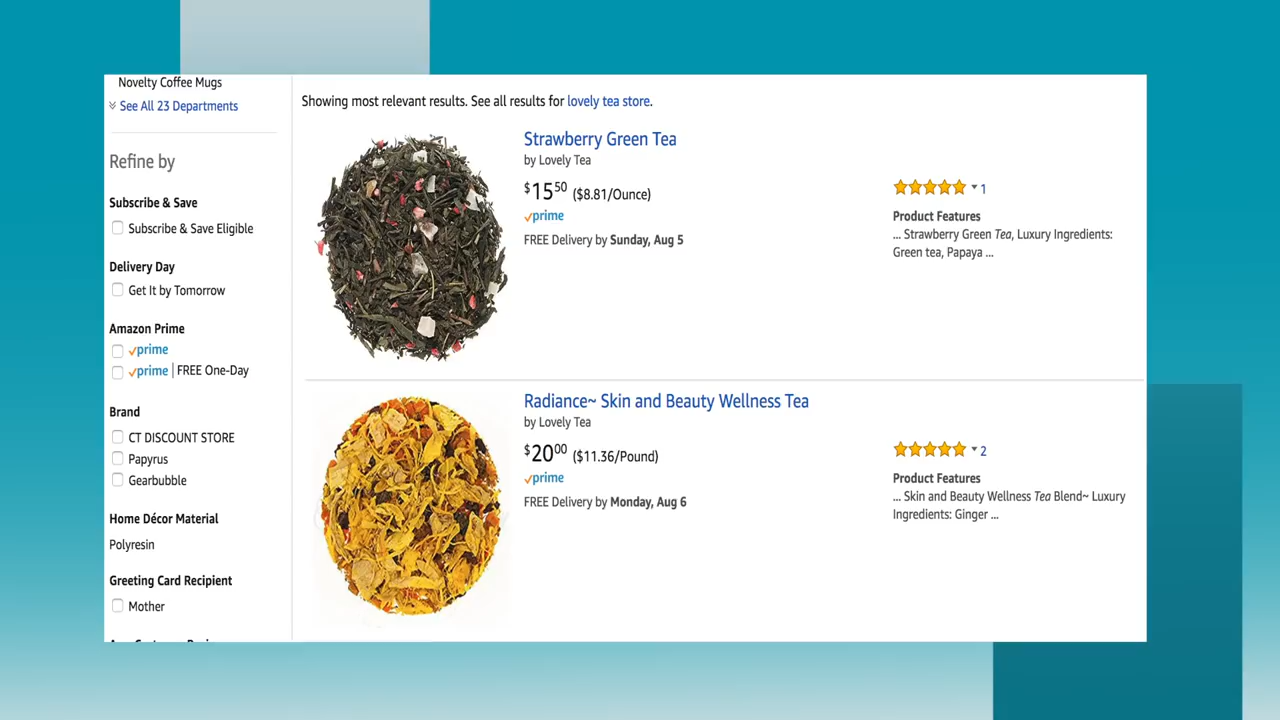 Novelty Coffee Mugs
See All 23 Departments
Refine by
Subscribe & Save
Subscribe & Save Eligible
Delivery Day
Get It by Tomorrow
Amazon Prime
prime
prime | FREE One-Day
Brand
CT DISCOUNT STORE
Papyrus
Gearbubble
Home Décor Material
Polyresin
Greeting Card Recipient
Mother
Showing most relevant results. See all results for lovely tea store.
Strawberry Green Tea
by Lovely Tea
$15 50 ($8.81/Ounce)
prime
FREE Delivery by Sunday, Aug 5
1
Product Features
... Strawberry Green Tea, Luxury Ingredients:
Green tea, Papaya ...
Radiance~ Skin and Beauty Wellness Tea
by Lovely Tea
$20 00 ($11.36/Pound)
prime
FREE Delivery by Monday, Aug 6
2
Product Features
... Skin and Beauty Wellness Tea Blend~ Luxury
Ingredients: Ginger ...